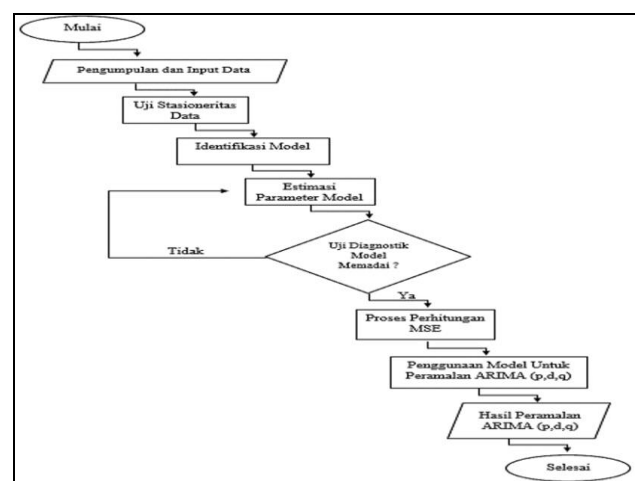 Mulai
Pengumpulan dan Input Data
Uji Stasioneritas
Data
Identifikasi Model
Estimasi
Parameter Model
Uji Diagnostik
Model
Memadai ?
Tidak
Ya
Proses Perhitungan
MSE
Penggunaan Model Untuk
Peramalan ARIMA (p,d,q)
Hasil Peramalan
ARIMA (p,d,q)
Selesai